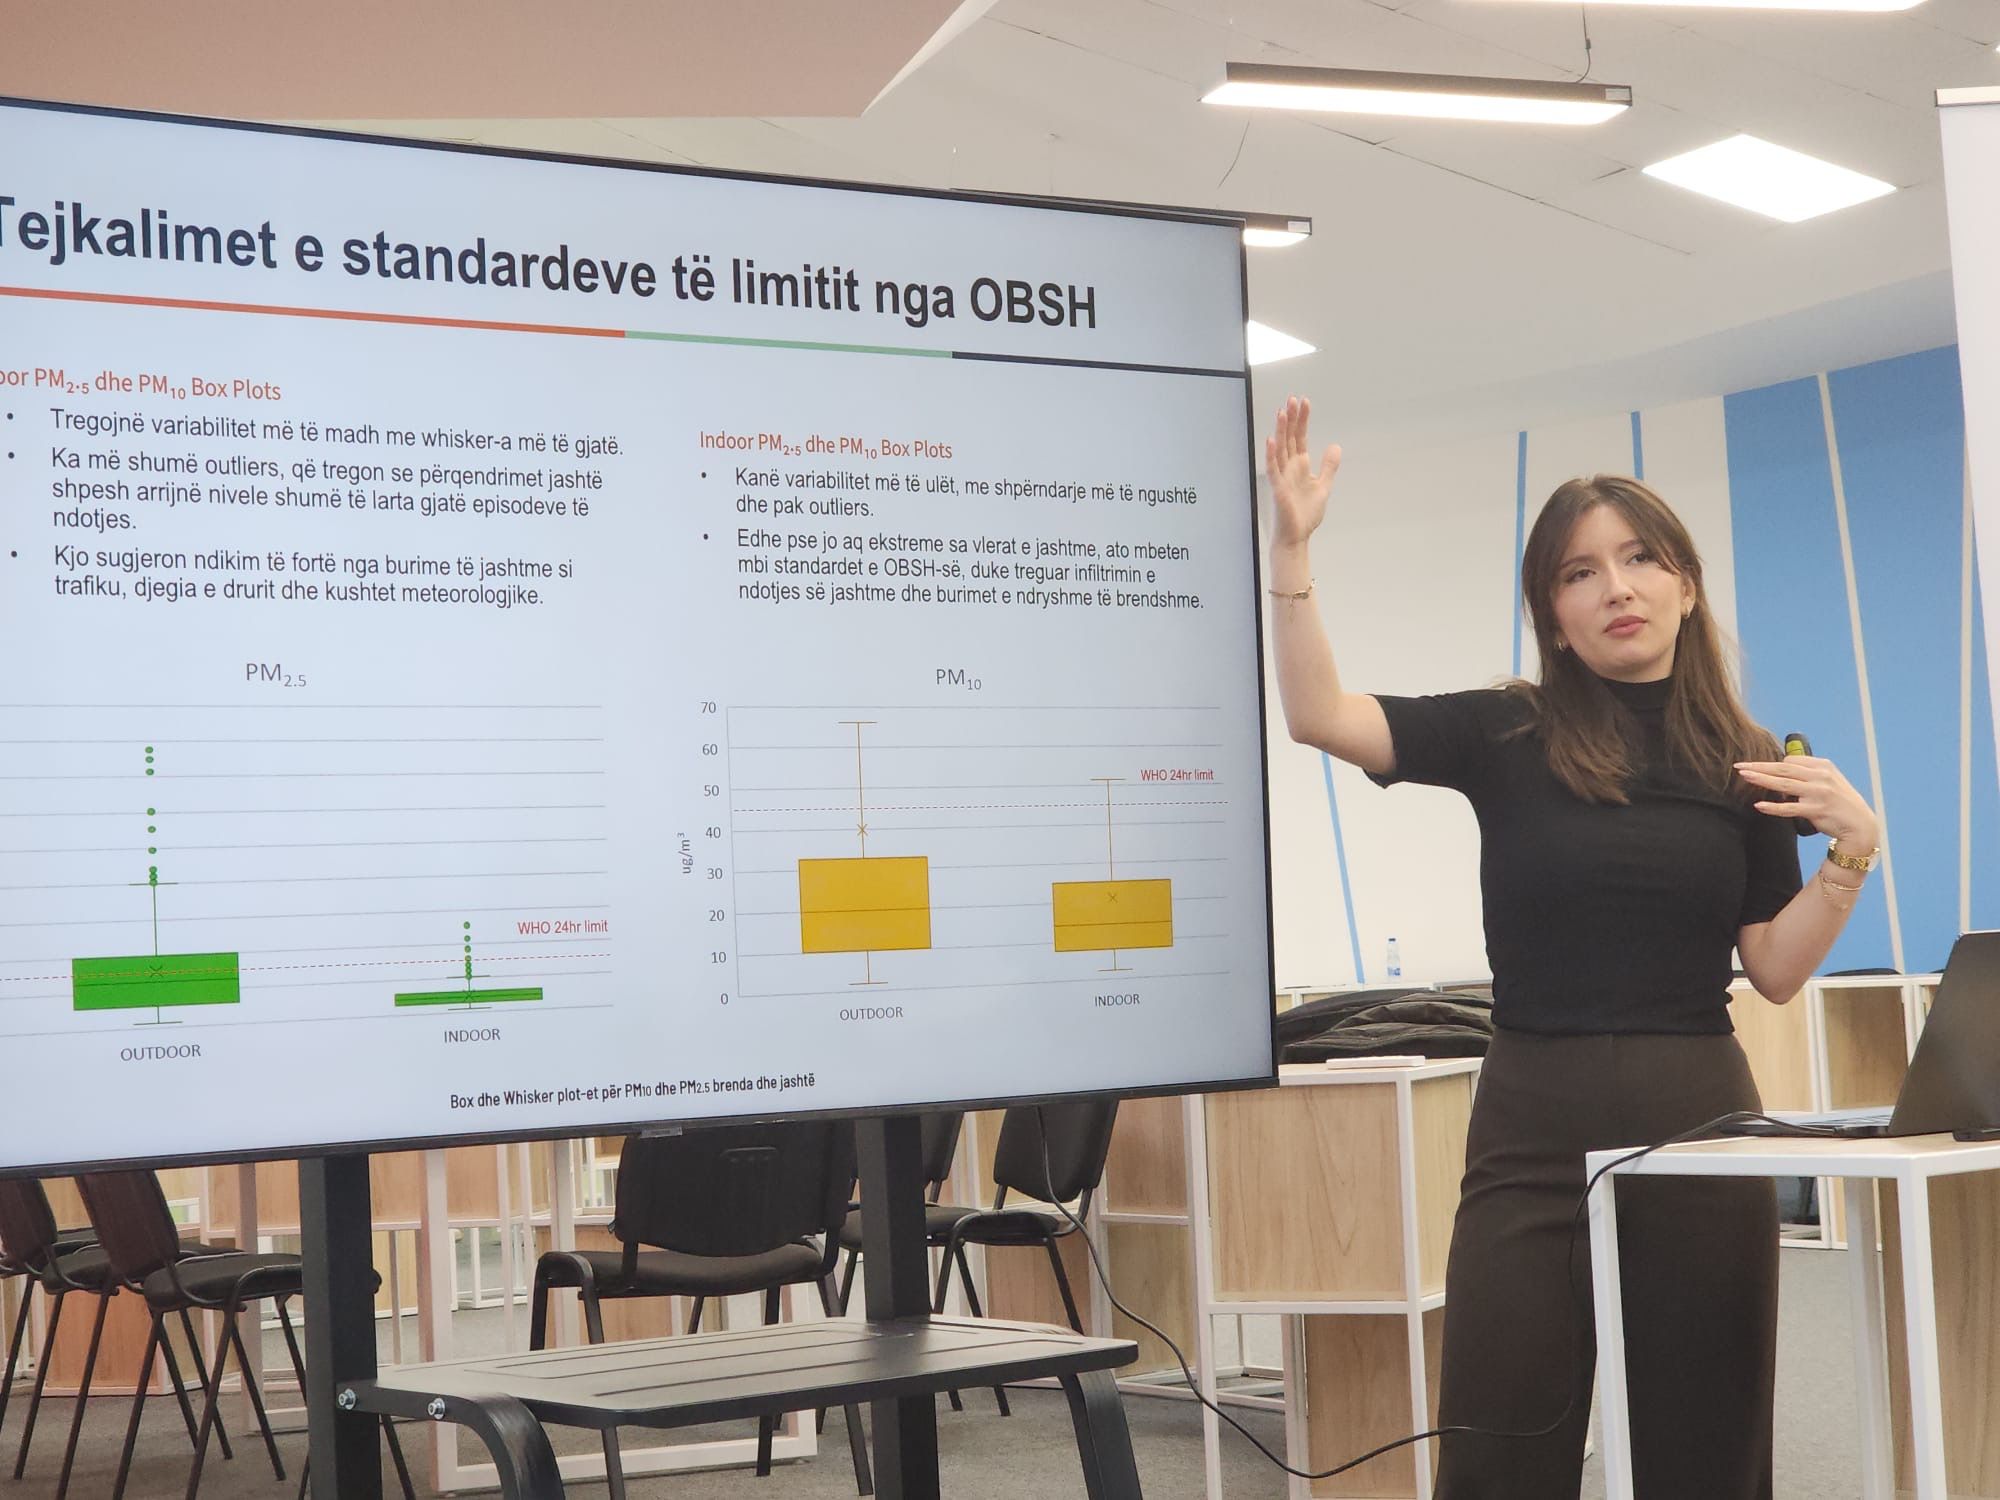 Tejkalimet e standardeve të limitit nga OBSH
oor PM2.5 dhe PM10 Box Plots
• Tregojnë variabilitet më të madh me whisker-a më të gjatë.
• Ka më shumë outliers, që tregon se përqendrimet jashtë
shpesh arrijnë nivele shumë të larta gjatë episodeve të
ndotjes.
• Kjo sugjeron ndikim të fortë nga burime të jashtme si
trafiku, djegia e drurit dhe kushtet meteorologjike.
Indoor PM2.5 dhe PM10 Box Plots
• Kanë variabilitet më të ulët, me shpërndarje më të ngushtë
dhe pak outliers.
• Edhe pse jo aq ekstreme sa vlerat e jashtme, ato mbeten
mbi standardet e OBSH-së, duke treguar infiltrimin e
ndotjes së jashtme dhe burimet e ndryshme të brendshme.
PM2.5
WHO 24hr limit
OUTDOOR
INDOOR
PM10
70
60
50
40
30
20
10
0
ug/m3
WHO 24hr limit
OUTDOOR
INDOOR
Box dhe Whisker plot-et për PM10 dhe PM2.5 brenda dhe jashtë